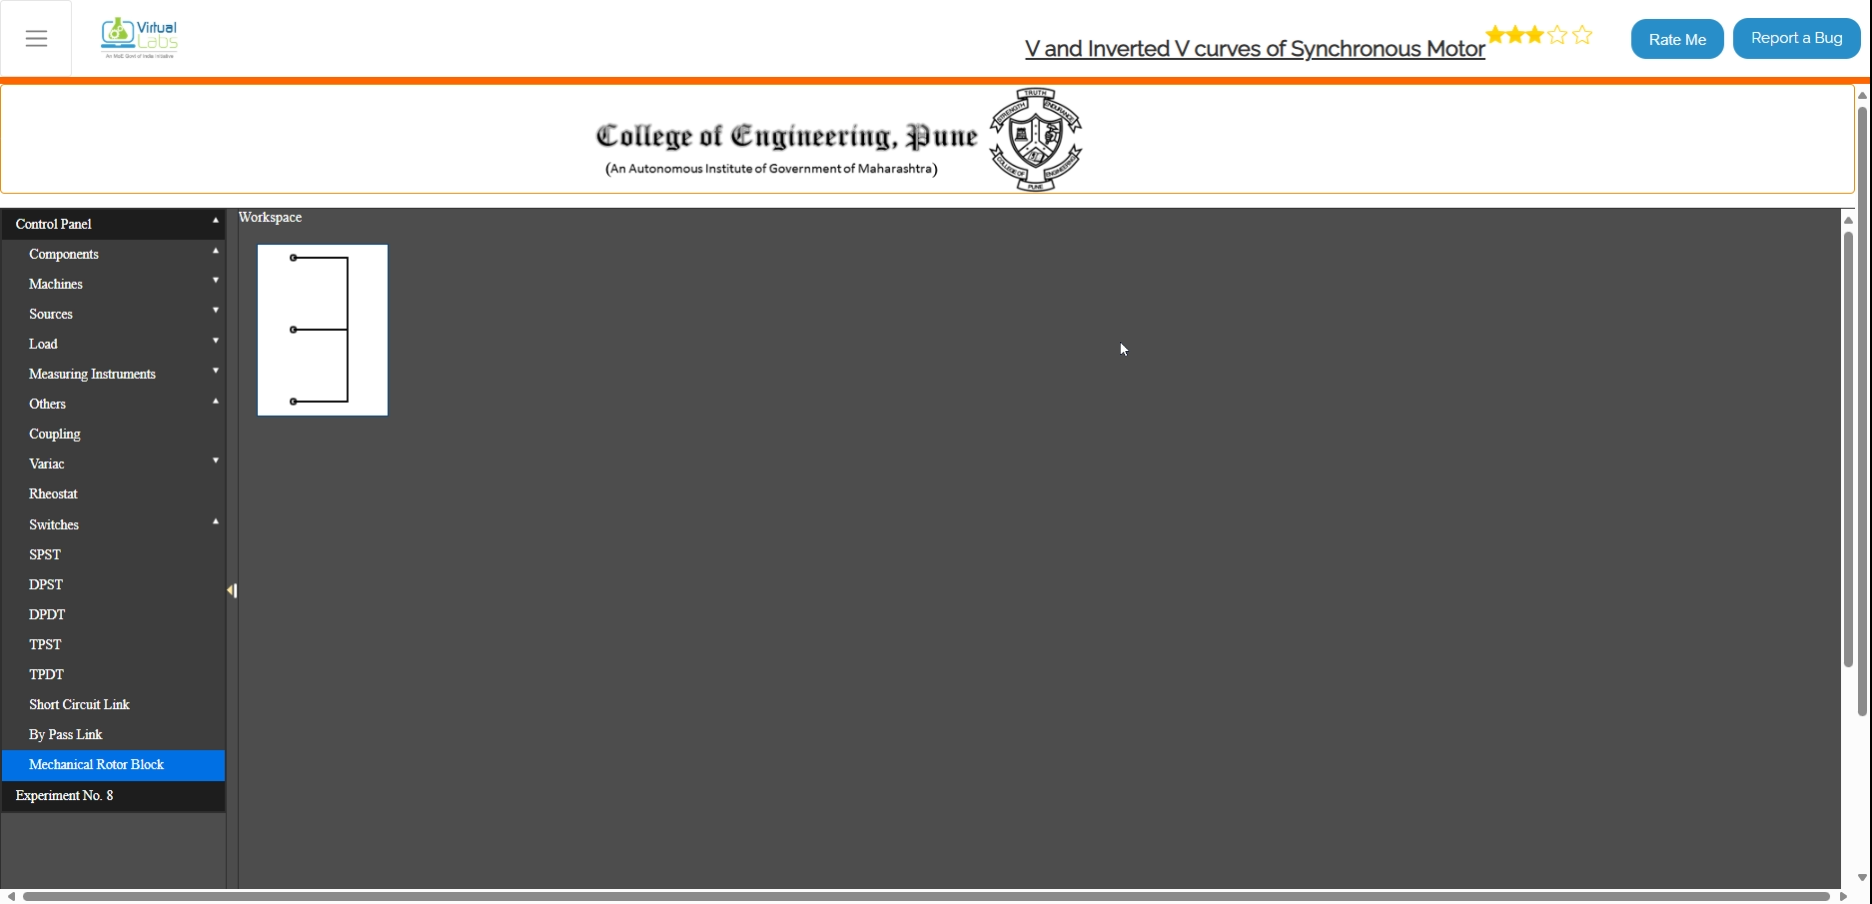 Virtual
Labs
An MoE Govt of India Initiative
V and Inverted V curves of Synchronous Motor
Rate Me
Report a Bug
College of Engineering, Pune
(An Autonomous Institute of Government of Maharashtra)
TRUTH
STRENGTH
ENDURANCE
COLLEGE OF
ENGINEERING
PUNE
Control Panel
Workspace
Components
Machines
Sources
Load
Measuring Instruments
Others
Coupling
Variac
Rheostat
Switches
SPST
DPST
DPDT
TPST
TPDT
Short Circuit Link
By Pass Link
Mechanical Rotor Block
Experiment No. 8